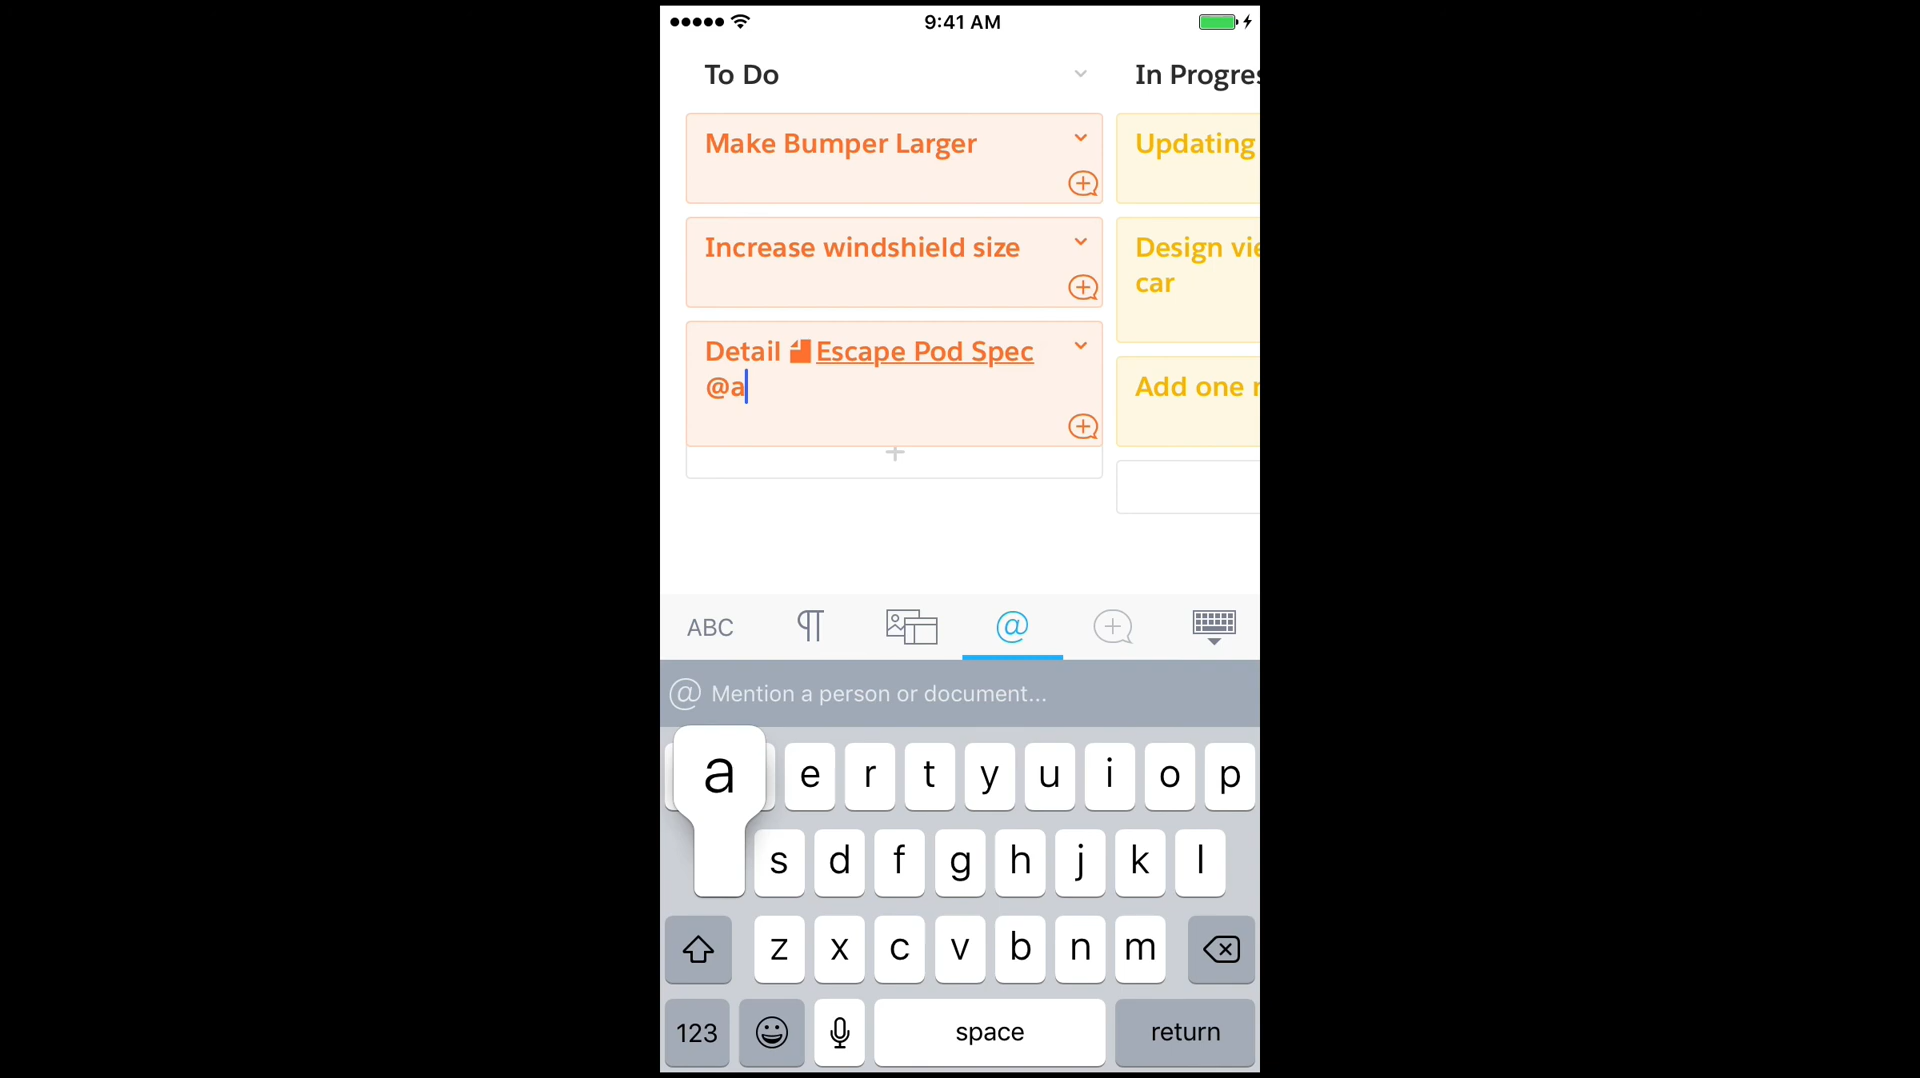 9:41 AM
To Do
In Progres
Make Bumper Larger
Updating
Increase windshield size
Design vie
car
Detail Escape Pod Spec
@a
Add one
ABC
@ Mention a person or document...
a e r t y u i o p
s d f g h j k l
z x c v b n m
123 space return